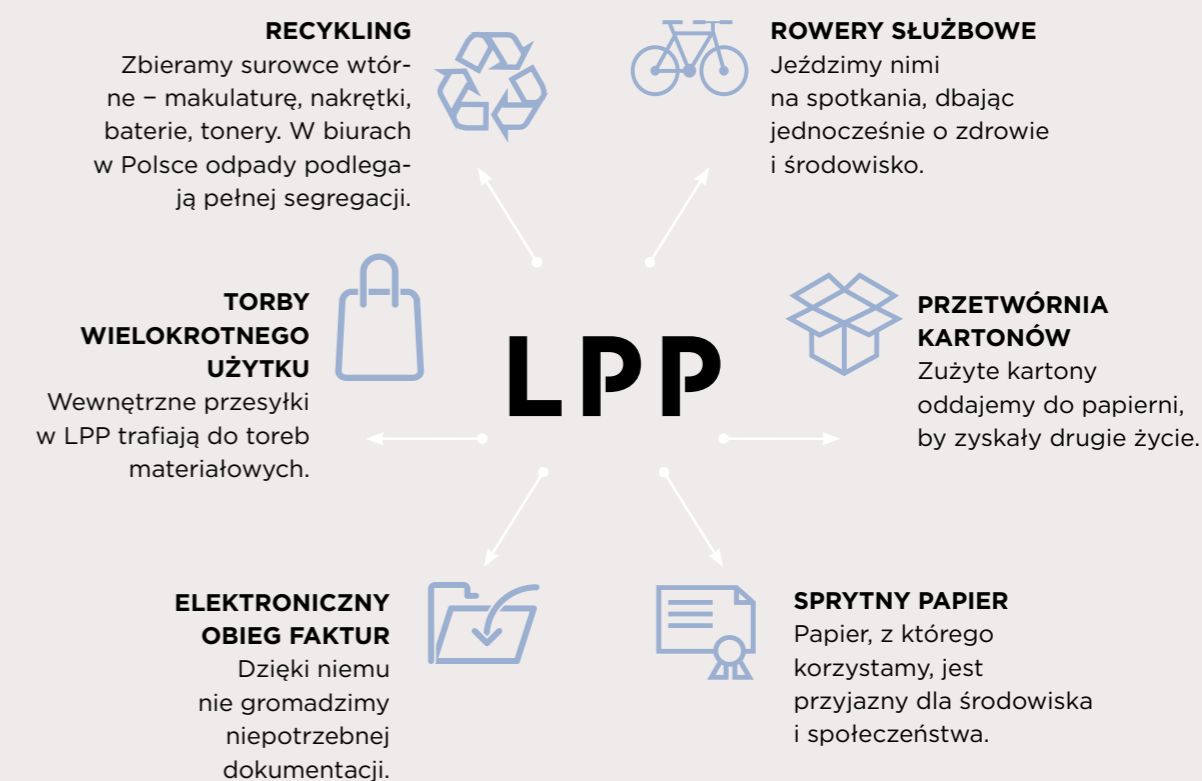 RECYKLING
Zbieramy surowce wtór-
ne – makulaturę, nakrętki,
baterie, tonery. W biurach
w Polsce odpady podlega-
ją pełnej segregacji.
ROWERY SŁUŻBOWE
Jeździmy nimi
na spotkania, dbając
jednocześnie o zdrowie
i środowisko.
TORBY
WIELOKROTNEGO
UŻYTKU
Wewnętrzne przesyłki
w LPP trafiają do toreb
materiałowych.
LPP
PRZETWÓRNIA
KARTONÓW
Zużyte kartony
oddajemy do papierni,
by zyskały drugie życie.
ELEKTRONICZNY
OBIEG FAKTUR
Dzięki niemu
nie gromadzimy
niepotrzebnej
dokumentacji.
SPRYTNY PAPIER
Papier, z którego
korzystamy, jest
przyjazny dla środowiska
i społeczeństwa.